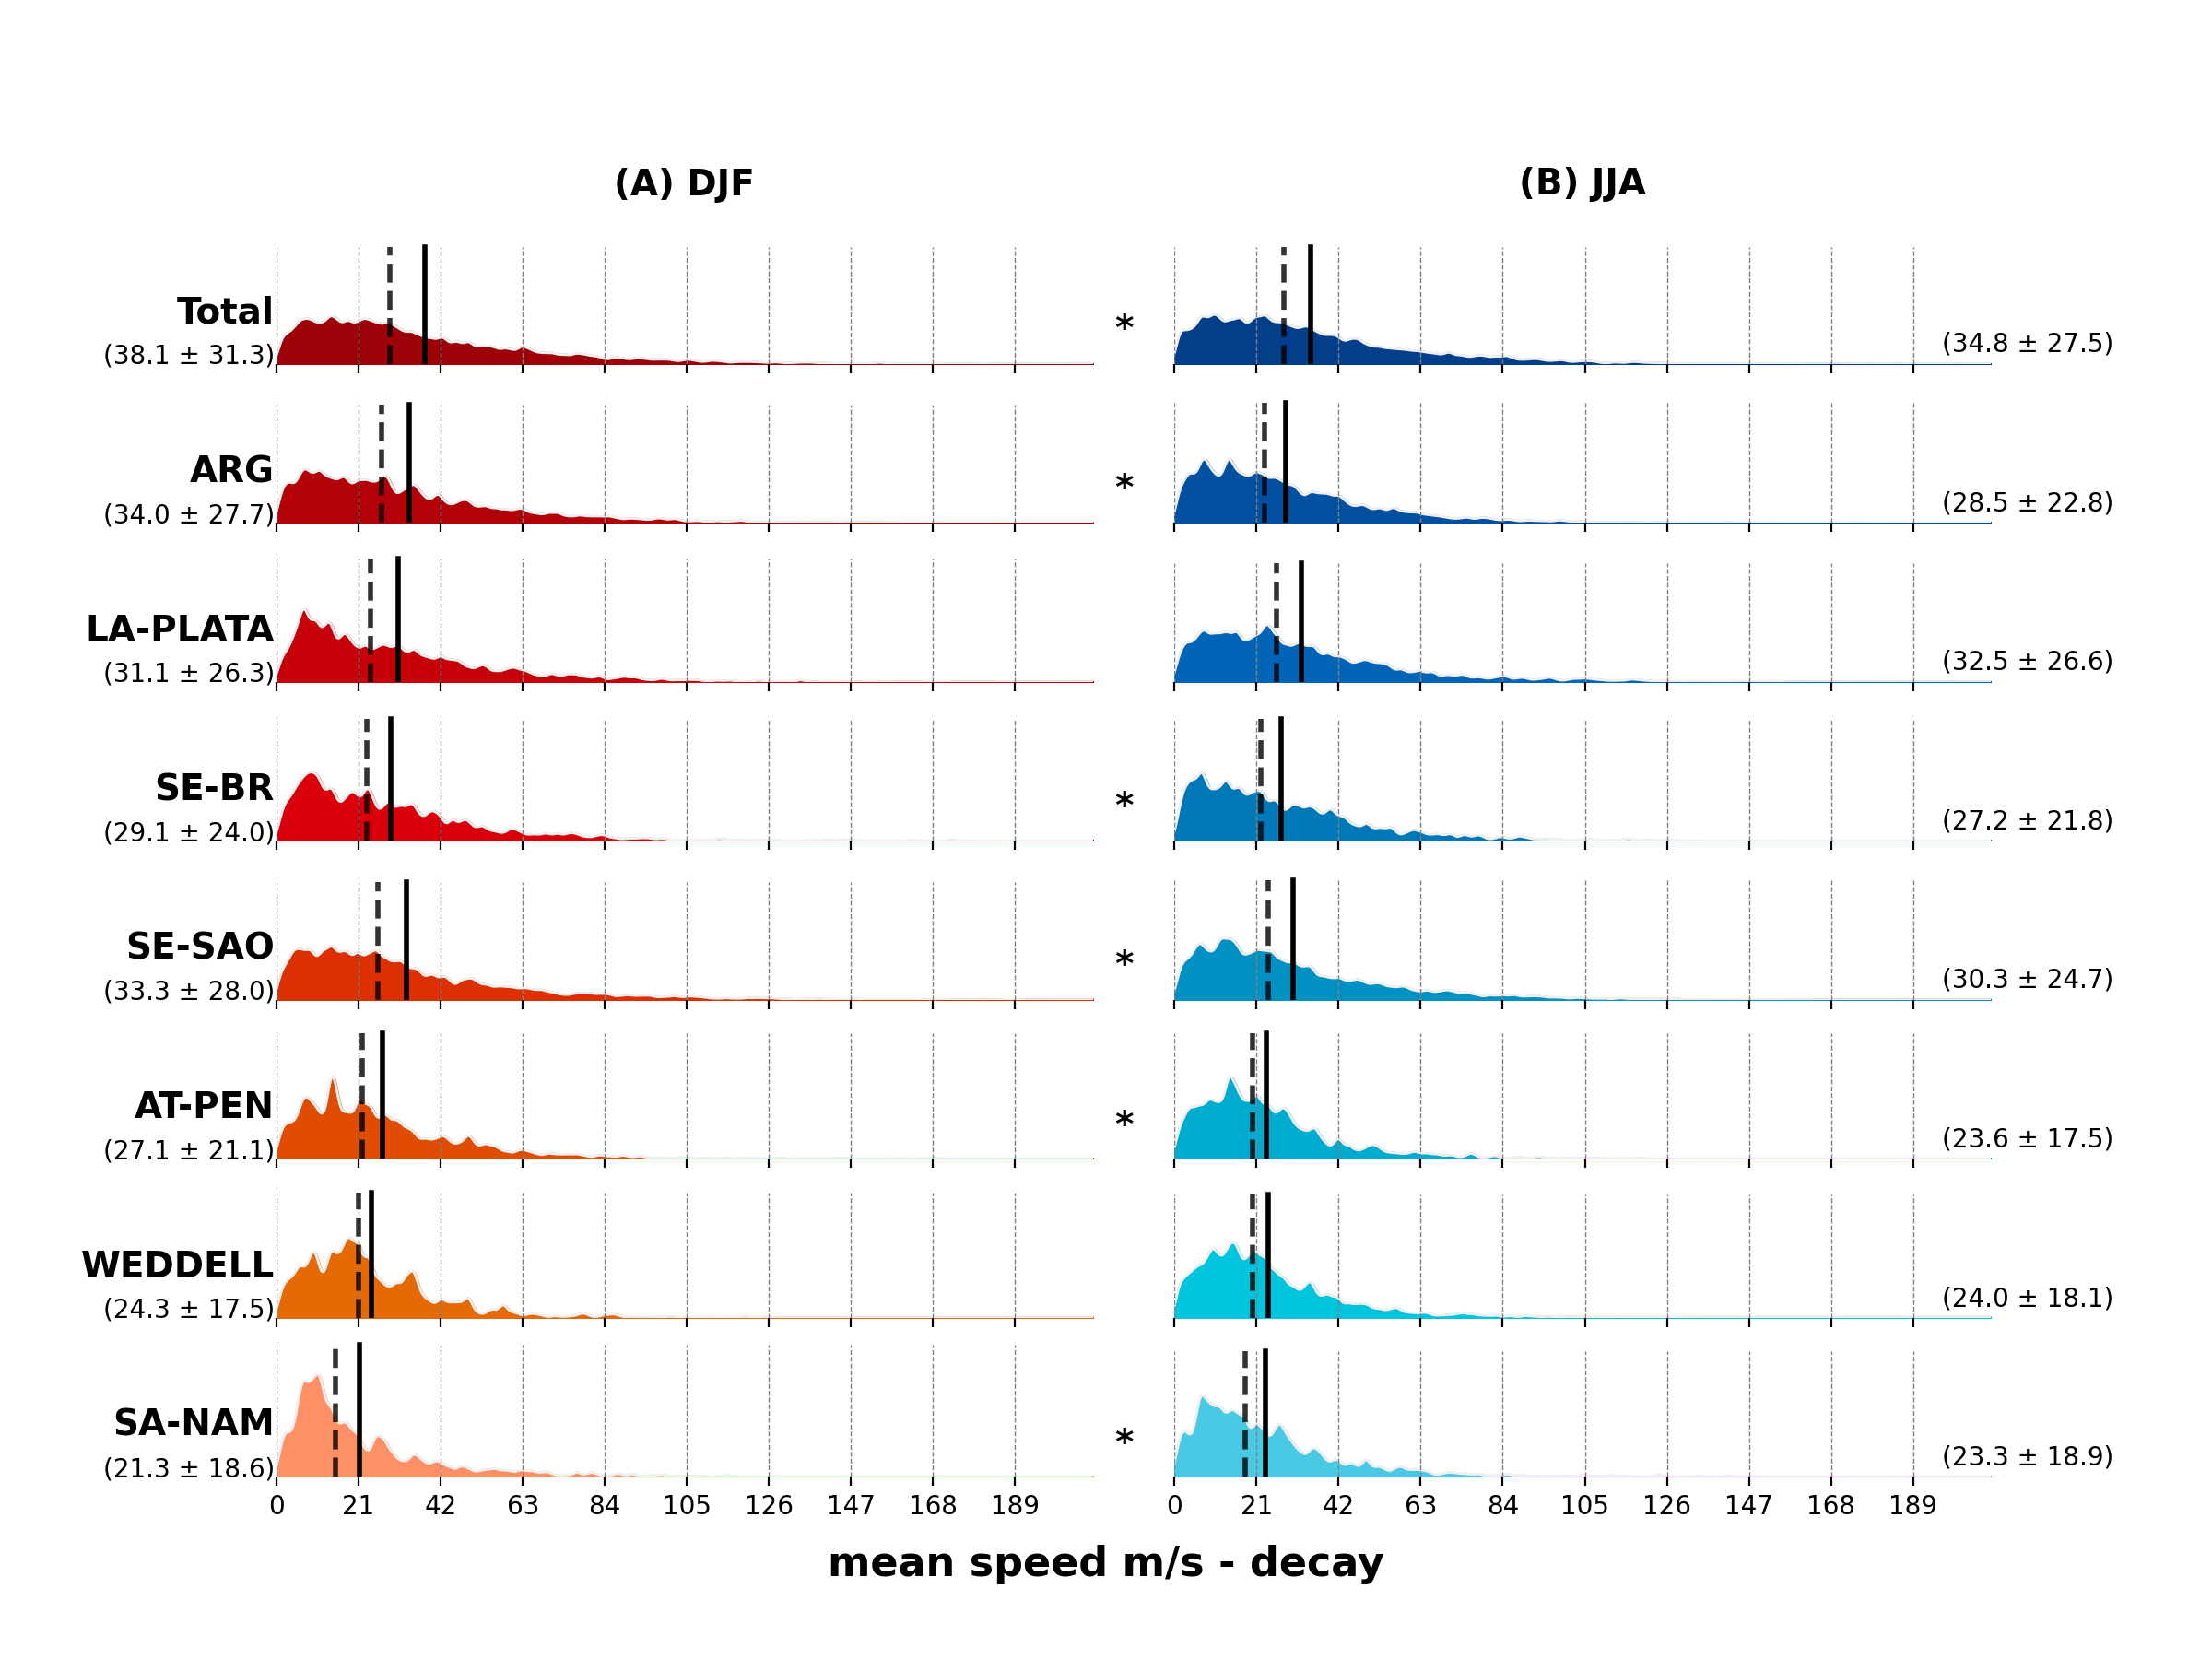 (A) DJF
(B) JJA
Total
(38.1 ± 31.3)
*
(34.8 ± 27.5)
ARG
(34.0 ± 27.7)
*
(28.5 ± 22.8)
LA-PLATA
(31.1 ± 26.3)
(32.5 ± 26.6)
SE-BR
(29.1 ± 24.0)
*
(27.2 ± 21.8)
SE-SAO
(33.3 ± 28.0)
*
(30.3 ± 24.7)
AT-PEN
(27.1 ± 21.1)
*
(23.6 ± 17.5)
WEDDELL
(24.3 ± 17.5)
(24.0 ± 18.1)
SA-NAM
(21.3 ± 18.6)
*
(23.3 ± 18.9)
0 21 42 63 84 105 126 147 168 189
0 21 42 63 84 105 126 147 168 189
mean speed m/s - decay